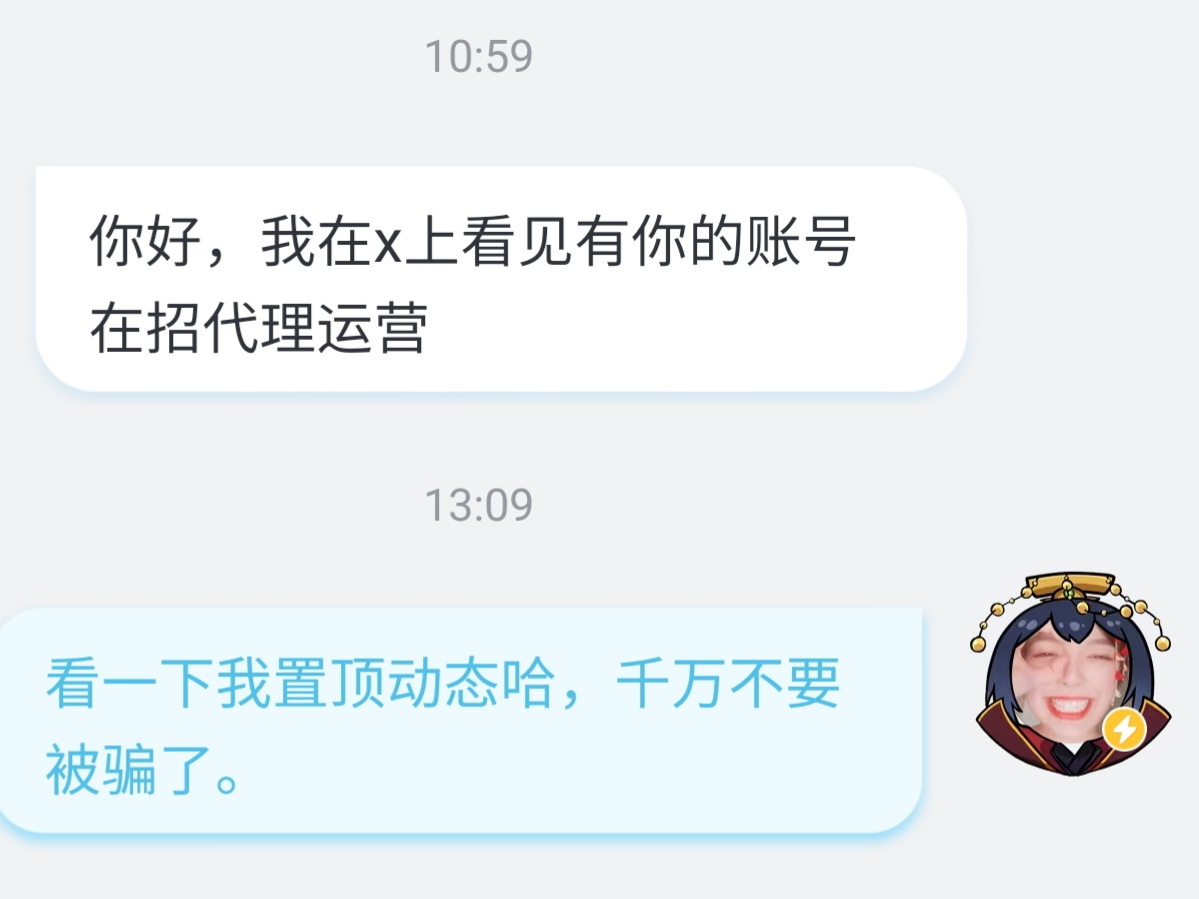 10:59
你好，我在x上看见有你的账号
在招代理运营
13:09
看一下我置顶动态哈，千万不要
被骗了。